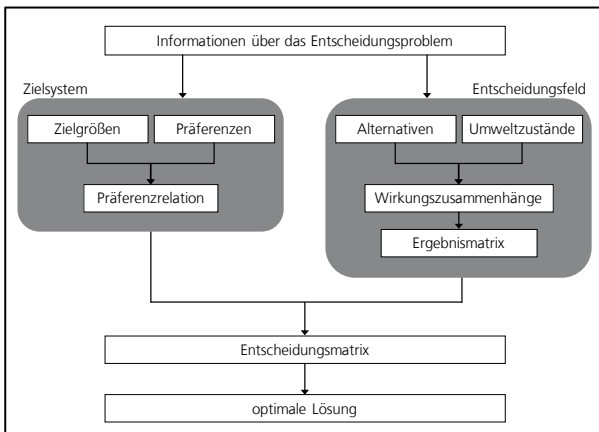 Informationen über das Entscheidungsproblem
Zielsystem
Entscheidungsfeld
Zielgrößen
Präferenzen
Alternativen
Umweltzustände
Präferenzrelation
Wirkungszusammenhänge
Ergebnismatrix
Entscheidungsmatrix
optimale Lösung